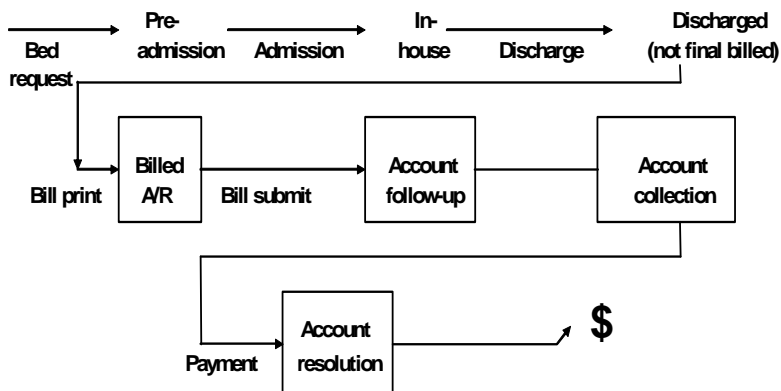 Bed
request
Pre-
admission
Admission
In-
house
Discharge
Discharged
(not final billed)
Bill print
Billed
A/R
Bill submit
Account
follow-up
Account
collection
Payment
Account
resolution
$